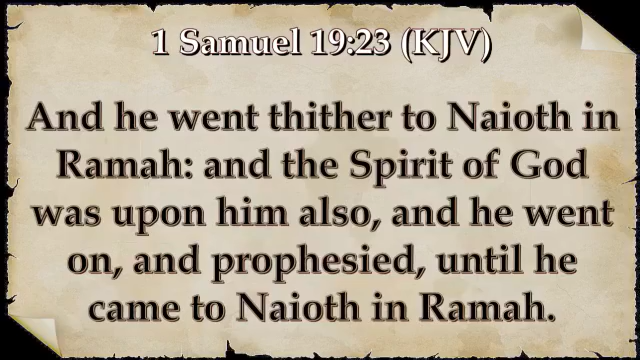 1 Samuel 19:23 (KJV)
And he went thither to Naioth in
Ramah: and the Spirit of God
was upon him also, and he went
on, and prophesied, until he
came to Naioth in Ramah.